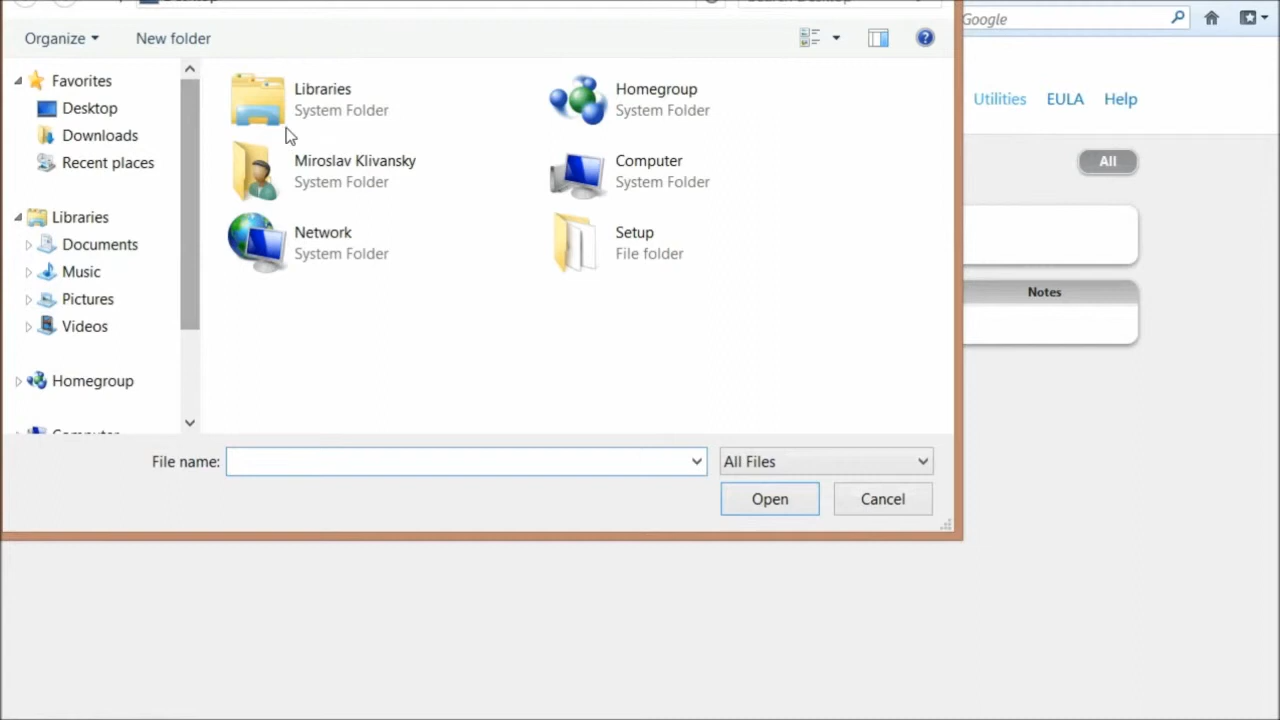 Google
Organize
New folder
Utilities
EULA
Help
Favorites
Desktop
Downloads
Recent places
Libraries
Documents
Music
Pictures
Videos
Homegroup
Libraries
System Folder
Homegroup
System Folder
Miroslav Klivansky
System Folder
Computer
System Folder
Network
System Folder
Setup
File folder
All
Notes
File name:
All Files
Open
Cancel